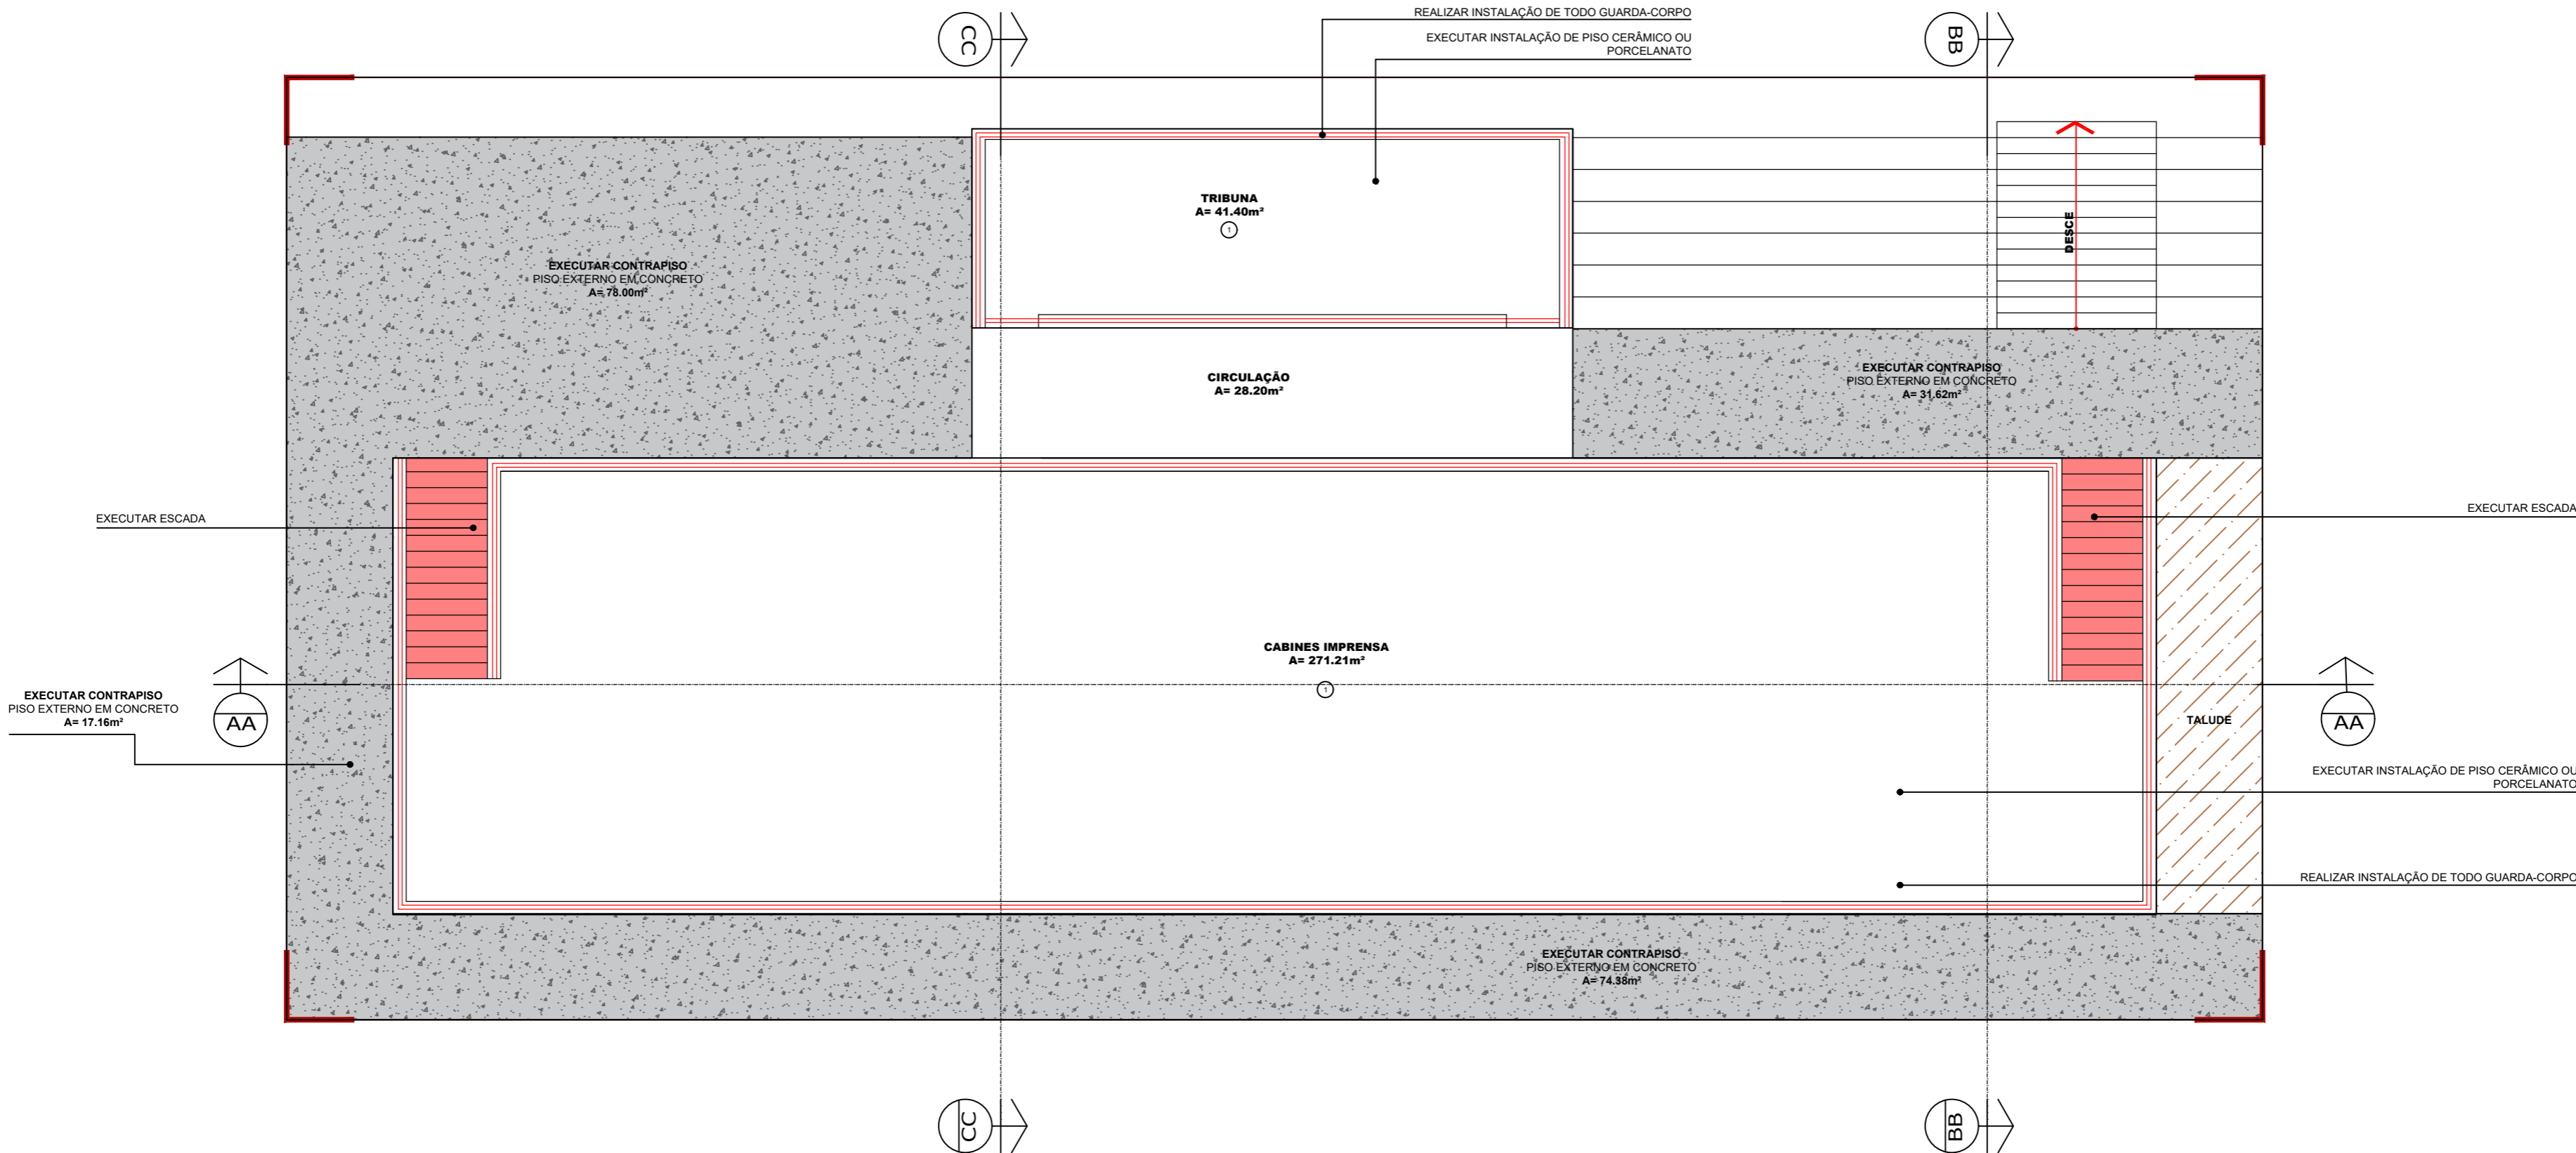 CC
REALIZAR INSTALAÇÃO DE TODO GUARDA-CORPO
EXECUTAR INSTALAÇÃO DE PISO CERÂMICO OU
PORCELANATO
BB
TRIBUNA
A= 41.40m²
1
DESCE
EXECUTAR CONTRAPISO
PISO EXTERNO EM CONCRETO
A= 78.00m²
CIRCULAÇÃO
A= 28.20m²
EXECUTAR CONTRAPISO
PISO EXTERNO EM CONCRETO
A= 31.62m²
EXECUTAR ESCADA
EXECUTAR ESCADA
CABINES IMPRENSA
A= 271.21m²
1
EXECUTAR CONTRAPISO
PISO EXTERNO EM CONCRETO
A= 17.16m²
AA
TALUDE
AA
EXECUTAR INSTALAÇÃO DE PISO CERÂMICO OU
PORCELANATO
REALIZAR INSTALAÇÃO DE TODO GUARDA-CORPO
EXECUTAR CONTRAPISO
PISO EXTERNO EM CONCRETO
A= 74.38m²
CC
BB